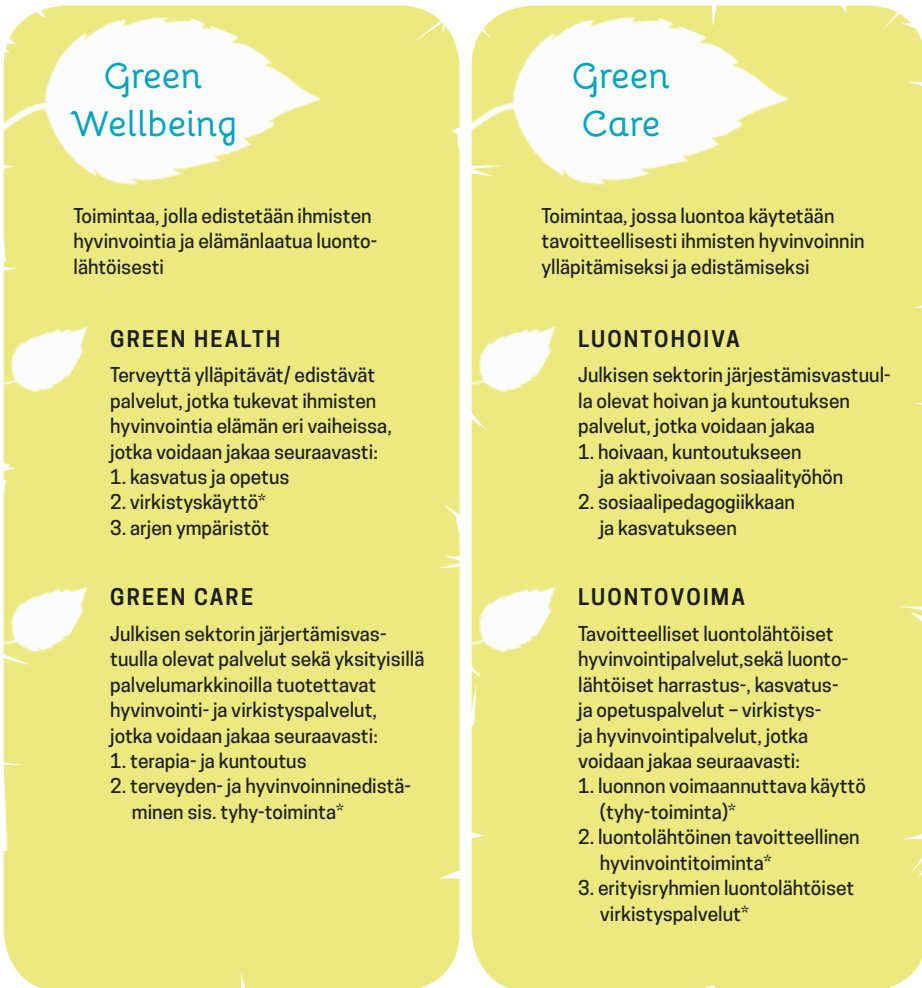 Green
Wellbeing
Toimintaa, jolla edistetään ihmisten
hyvinvointia ja elämänlaatua luonto-
lähtöisesti
GREEN HEALTH
Terveyttä ylläpitävät/ edistävät
palvelut, jotka tukevat ihmisten
hyvinvointia elämän eri vaiheissa,
jotka voidaan jakaa seuraavasti:
1. kasvatus ja opetus
2. virkistyskäyttö*
3. arjen ympäristöt
GREEN CARE
Julkisen sektorin järjertämisvas-
tuulla olevat palvelut sekä yksityisillä
palvelumarkkinoilla tuotettavat
hyvinvointi- ja virkistyspalvelut,
jotka voidaan jakaa seuraavasti:
1. terapia- ja kuntoutus
2. terveyden- ja hyvinvoinninedistä-
minen sis. tyhy-toiminta*
Green
Care
Toimintaa, jossa luontoa käytetään
tavoitteellisesti ihmisten hyvinvoinnin
ylläpitämiseksi ja edistämiseksi
LUONTOHOIVA
Julkisen sektorin järjestämisvastuul-
la olevat hoivan ja kuntoutuksen
palvelut, jotka voidaan jakaa
1. hoivaan, kuntoutukseen
ja aktivoivaan sosiaalityöhön
2. sosiaalipedagogiikkaan
ja kasvatukseen
LUONTOVOIMA
Tavoitteelliset luontolähtöiset
hyvinvointipalvelut,sekä luonto-
lähtöiset harrastus-, kasvatus-
ja opetuspalvelut – virkistys-
ja hyvinvointipalvelut, jotka
voidaan jakaa seuraavasti:
1. luonnon voimaannuttava käyttö
(tyhy-toiminta)*
2. luontolähtöinen tavoitteellinen
hyvinvointitoiminta*
3. erityisryhmien luontolähtöiset
virkistyspalvelut*